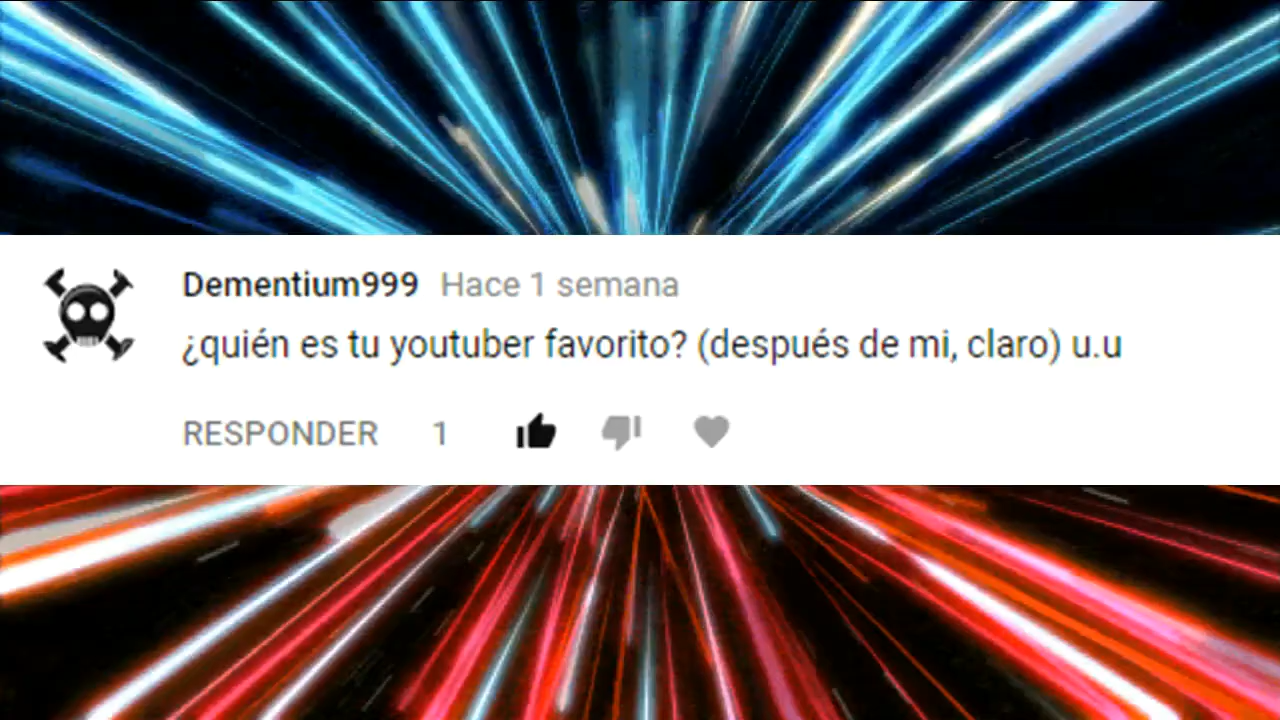 Dementium999 Hace 1 semana
¿quién es tu youtuber favorito? (después de mi, claro) u.u
RESPONDER 1